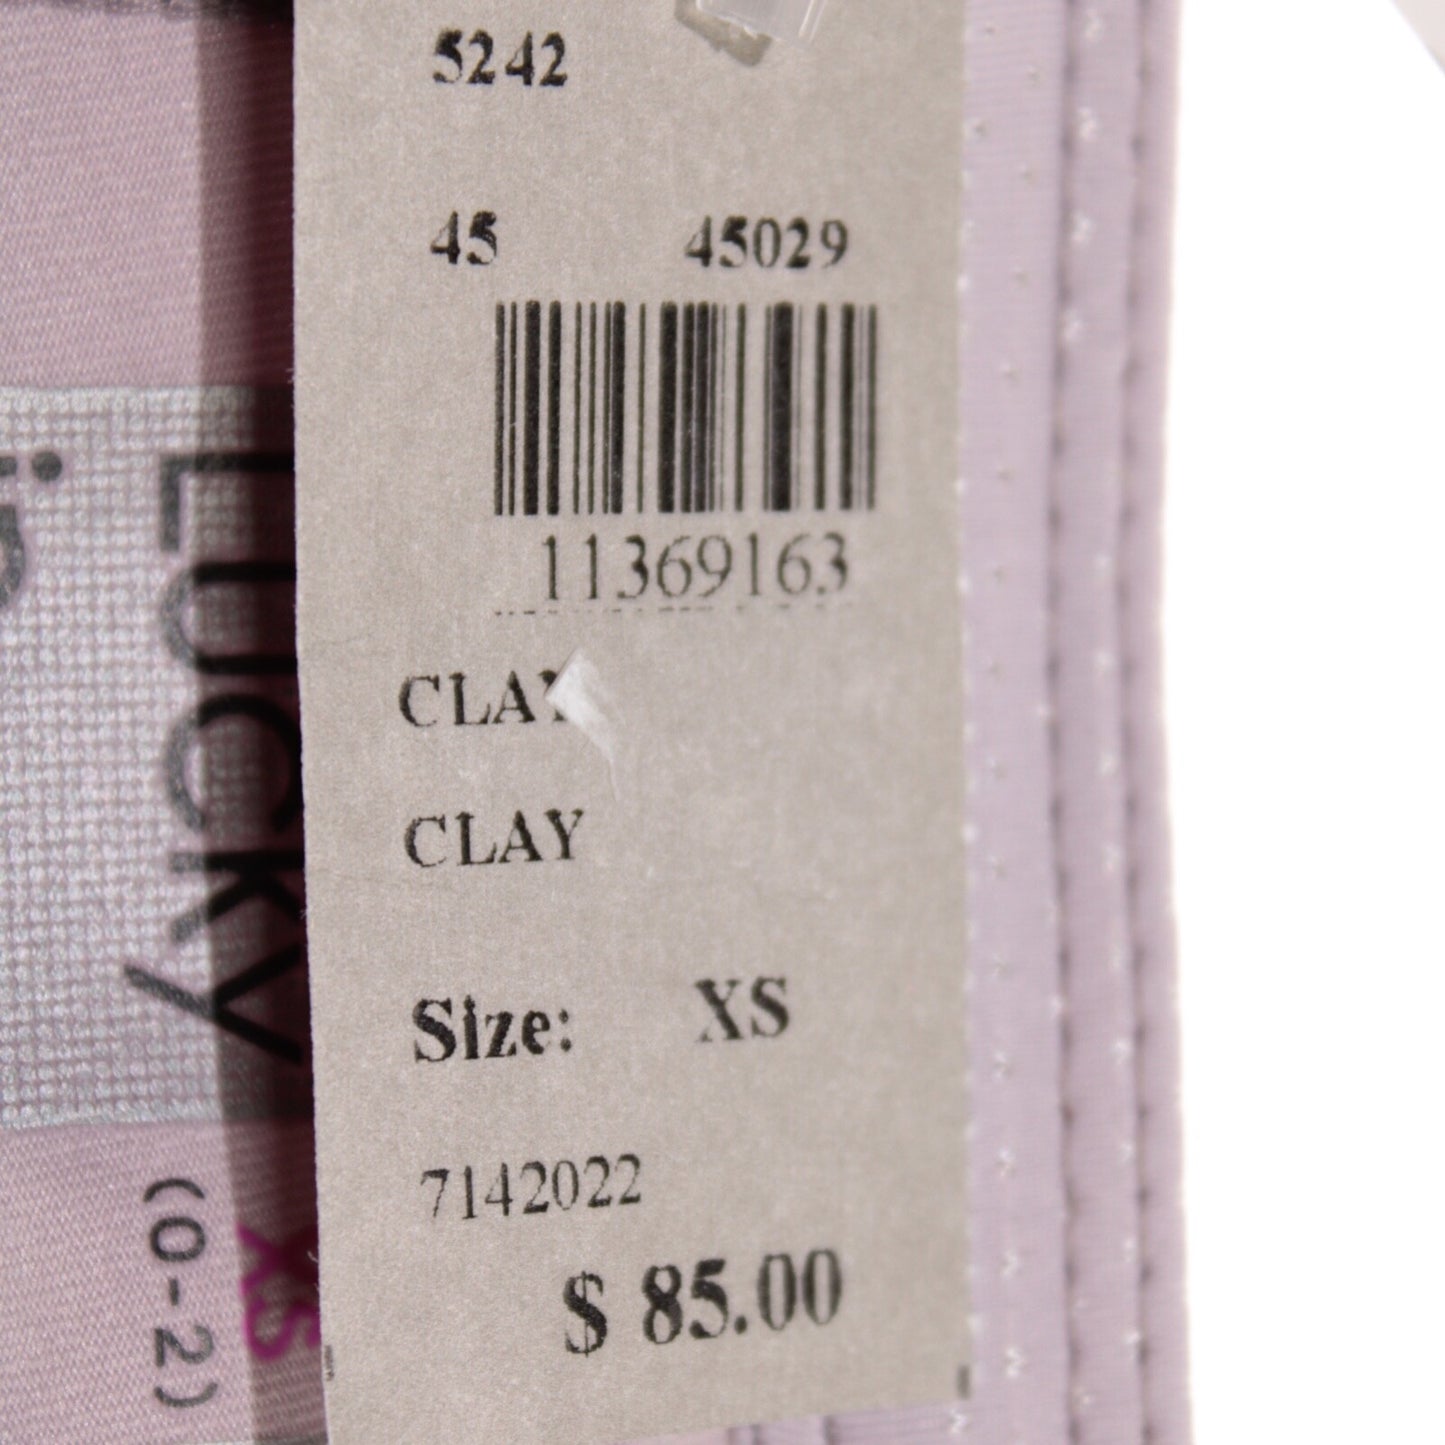 5242
45 45029
11369163
CLAY
CLAY
Size: XS
7142022
$ 85.00
Lucky
XS
(0-2)